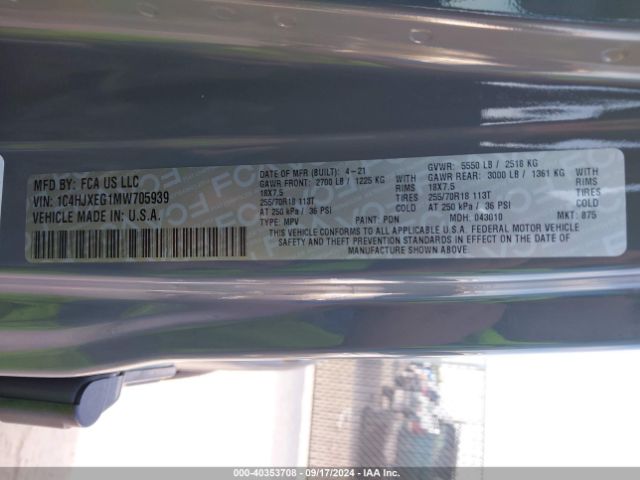 MFD BY: FCA US LLC
VIN: 1C4HJXEG1MW705939
VEHICLE MADE IN: U.S.A.
DATE OF MFR (BUILT): 4-21
GAWR FRONT: 2700 LB / 1225 KG WITH
18X7.5 RIMS
255/70R18 113T TIRES
AT 250 kPa / 36 PSI COLD
GVWR: 5550 LB / 2518 KG
GAWR REAR: 3000 LB / 1361 KG WITH
18X7.5 RIMS
255/70R18 113T TIRES
AT 250 kPa / 36 PSI COLD
TYPE: MPV PAINT: PDN MDH: 043010 MKT: 875
THIS VEHICLE CONFORMS TO ALL APPLICABLE U.S.A. FEDERAL MOTOR VEHICLE
SAFETY AND THEFT PREVENTION STANDARDS IN EFFECT ON THE DATE OF
MANUFACTURE SHOWN ABOVE.
© - 40353708 - 09/17/2024 - IAA Inc.